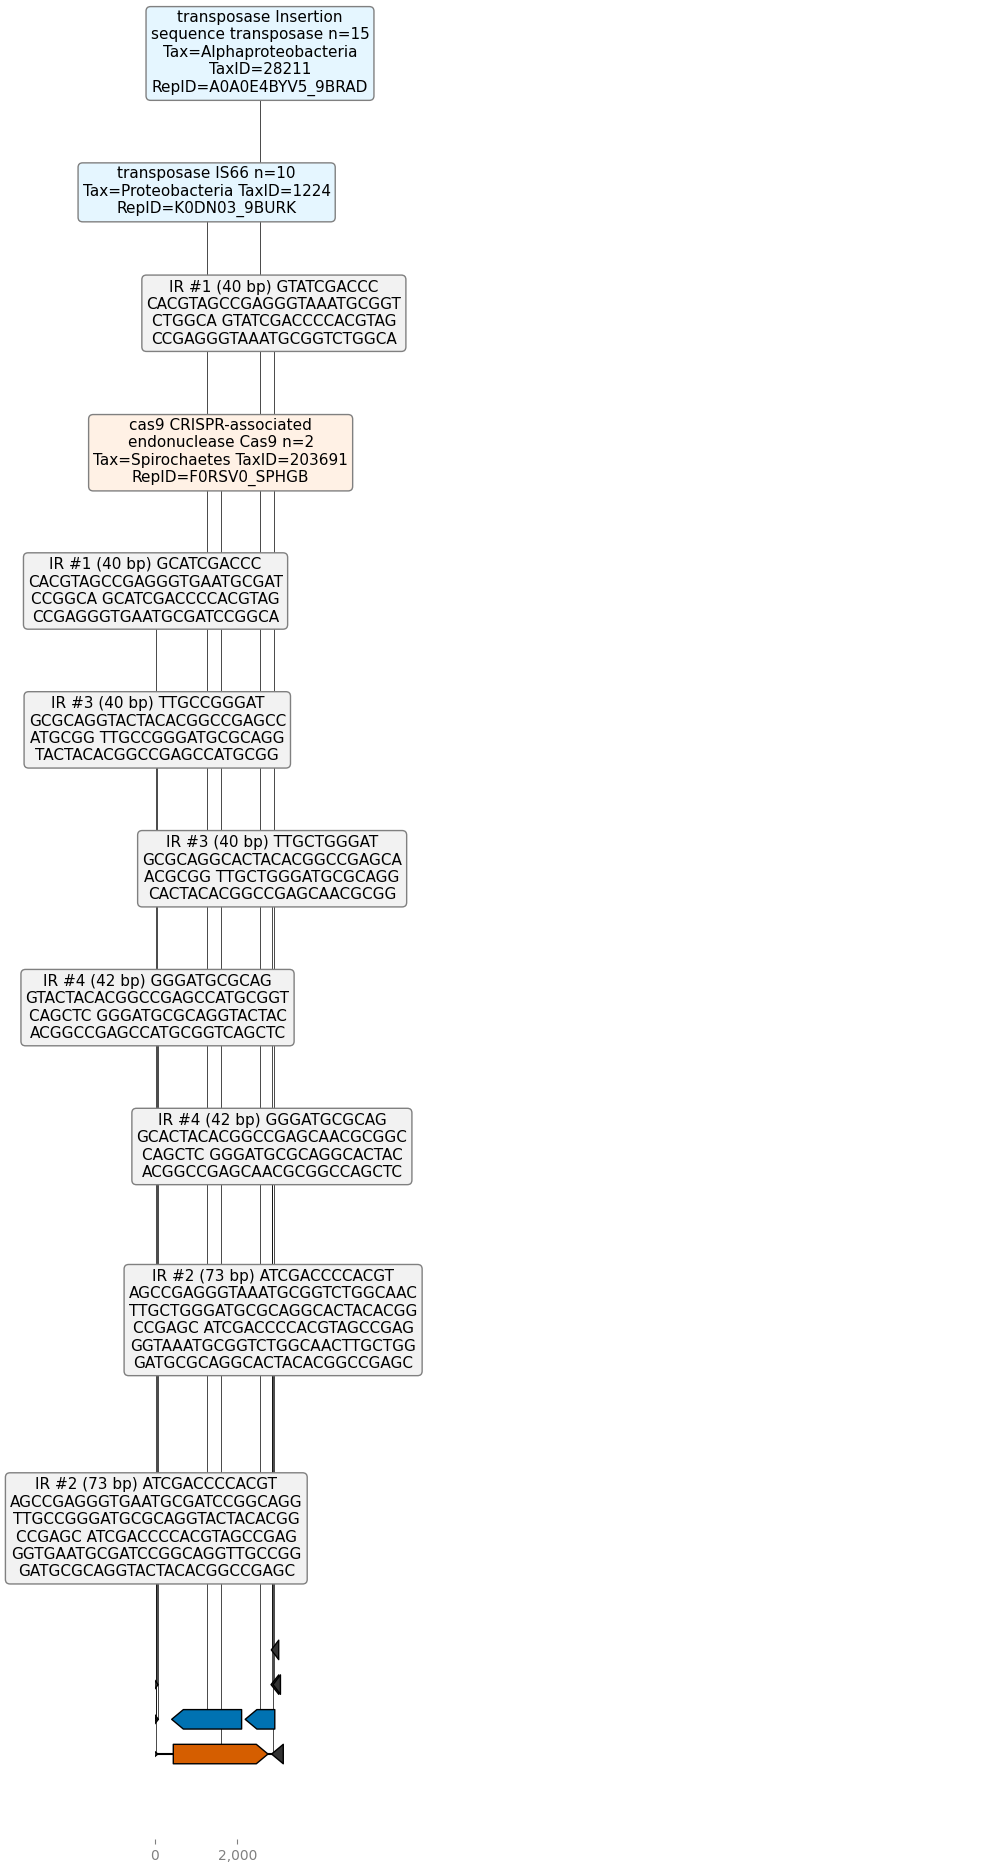 transposase Insertion
sequence transposase n=15
Tax=Alphaproteobacteria
TaxID=28211
RepID=A0A0E4BYV5_9BRAD
transposase IS66 n=10
Tax=Proteobacteria TaxID=1224
RepID=K0DN03_9BURK
IR #1 (40 bp) GTATCGACCC
CACGTAGCCGAGGGTAAATGCGGT
CTGGCA GTATCGACCCCACGTAG
CCGAGGGTAAATGCGGTCTGGCA
cas9 CRISPR-associated
endonuclease Cas9 n=2
Tax=Spirochaetes TaxID=203691
RepID=F0RSV0_SPHGB
IR #1 (40 bp) GCATCGACCC
CACGTAGCCGAGGGTGAATGCGAT
CCGGCA GCATCGACCCCACGTAG
CCGAGGGTGAATGCGATCCGGCA
IR #3 (40 bp) TTGCCGGGAT
GCGCAGGTACTACACGGCCGAGCC
ATGCGG TTGCCGGGATGCGCAGG
TACTACACGGCCGAGCCATGCGG
IR #3 (40 bp) TTGCTGGGAT
GCGCAGGCACTACACGGCCGAGCA
ACGCGG TTGCTGGGATGCGCAGG
CACTACACGGCCGAGCAACGCGG
IR #4 (42 bp) GGGATGCGCAG
GTACTACACGGCCGAGCCATGCGGT
CAGCTC GGGATGCGCAGGTACTAC
ACGGCCGAGCCATGCGGTCAGCTC
IR #4 (42 bp) GGGATGCGCAG
GCACTACACGGCCGAGCAACGCGGC
CAGCTC GGGATGCGCAGGCACTAC
ACGGCCGAGCAACGCGGCCAGCTC
IR #2 (73 bp) ATCGACCCCACGT
AGCCGAGGGTAAATGCGGTCTGGCAAC
TTGCTGGGATGCGCAGGCACTACACGG
CCGAGC ATCGACCCCACGTAGCCGAG
GGTAAATGCGGTCTGGCAACTTGCTGG
GATGCGCAGGCACTACACGGCCGAGC
IR #2 (73 bp) ATCGACCCCACGT
AGCCGAGGGTGAATGCGATCCGGCAGG
TTGCCGGGATGCGCAGGTACTACACGG
CCGAGC ATCGACCCCACGTAGCCGAG
GGTGAATGCGATCCGGCAGGTTGCCGG
GATGCGCAGGTACTACACGGCCGAGC
0 2,000